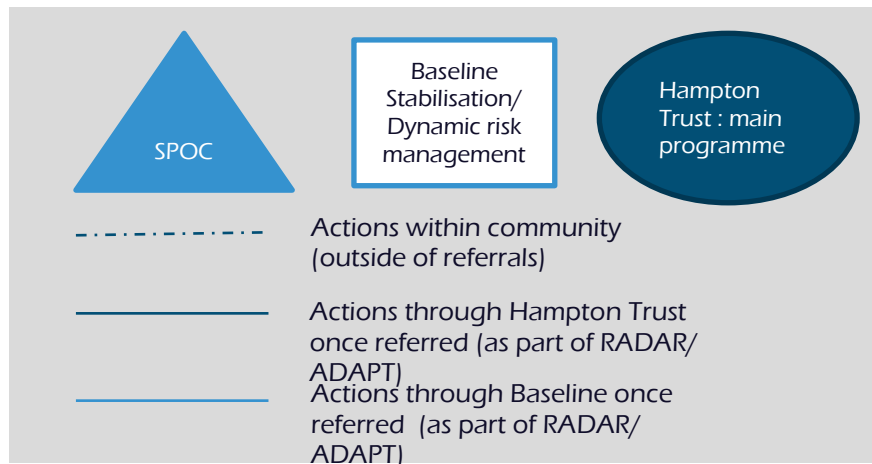 SPOC
Baseline
Stabilisation/
Dynamic risk
management
Hampton
Trust : main
programme
Actions within community
(outside of referrals)
Actions through Hampton Trust
once referred (as part of RADAR/
ADAPT)
Actions through Baseline once
referred  (as part of RADAR/
ADAPT)